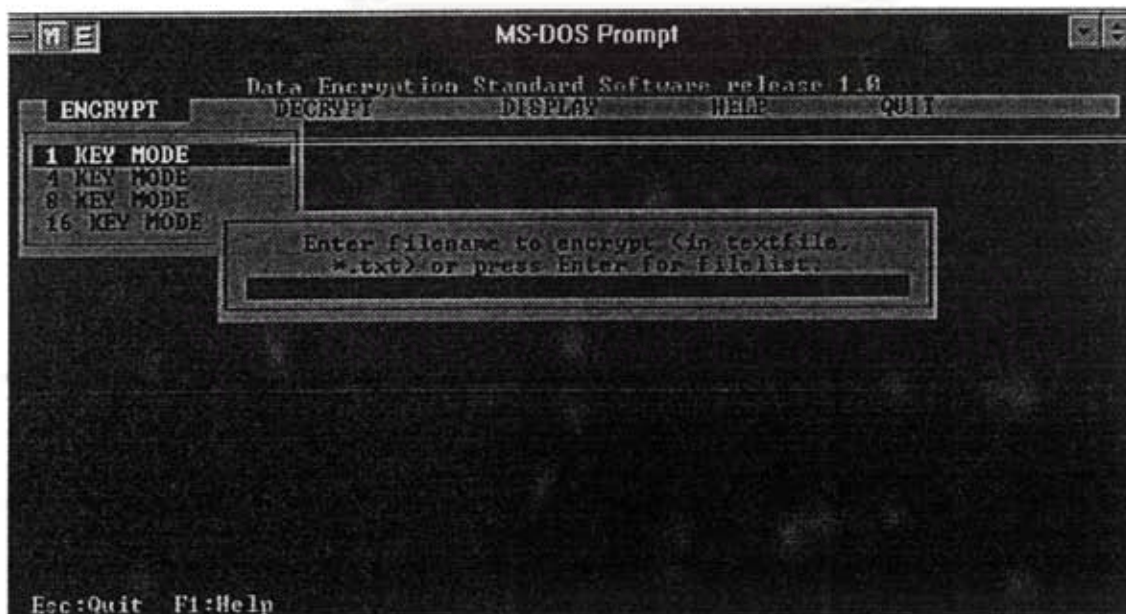 MS-DOS Prompt
Data Encryption Standard Software release 1.0
ENCRYPT DECRYPT DISPLAY HELP QUIT
1 KEY MODE
4 KEY MODE
8 KEY MODE
16 KEY MODE
Enter filename to encrypt (in textfile,
*.txt) or press Enter for filelist:
Esc:Quit F1:Help